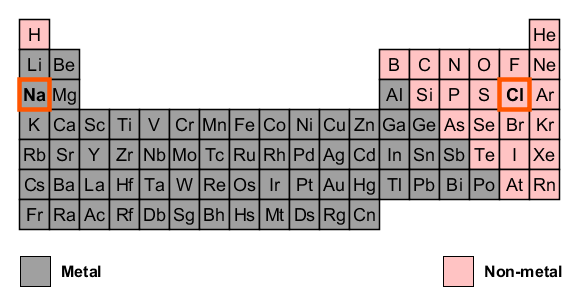 H He
Li Be B C N O F Ne
Na Mg Al Si P S Cl Ar
K Ca Sc Ti V Cr Mn Fe Co Ni Cu Zn Ga Ge As Se Br Kr
Rb Sr Y Zr Nb Mo Tc Ru Rh Pd Ag Cd In Sn Sb Te I Xe
Cs Ba La Hf Ta W Re Os Ir Pt Au Hg Tl Pb Bi Po At Rn
Fr Ra Ac Rf Db Sg Bh Hs Mt Ds Rg Cn
Metal Non-metal